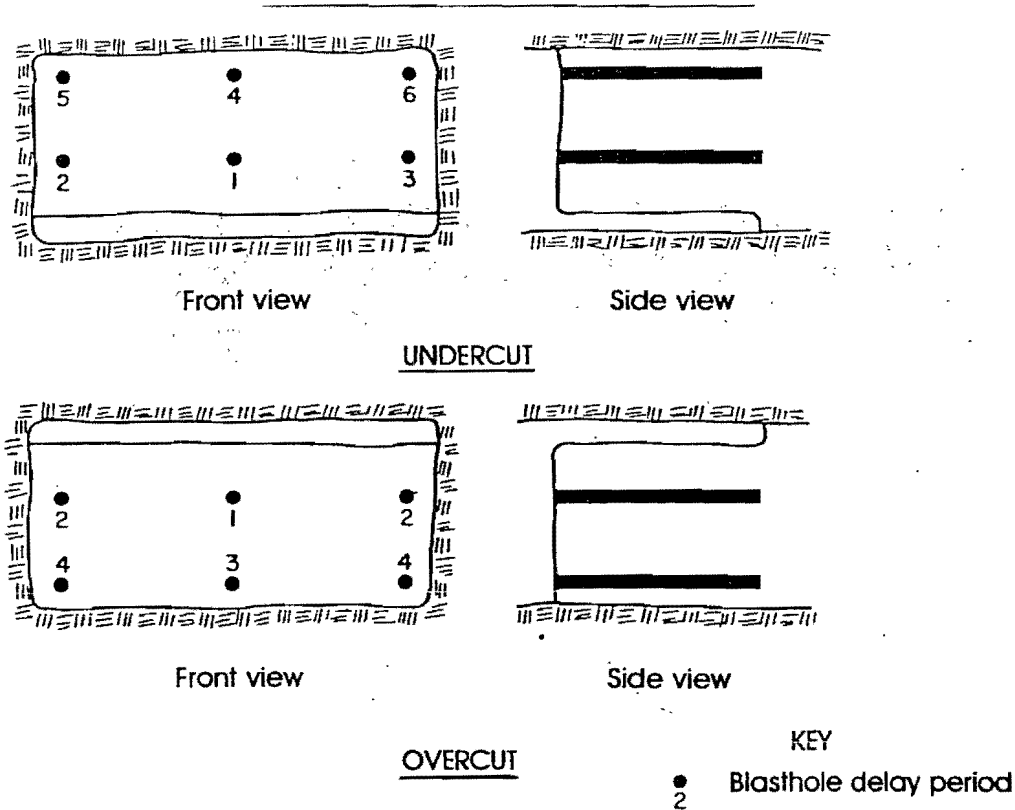 5 4 6
2 1 3
Front view Side view
UNDERCUT
2 1 2
4 3 4
Front view Side view
OVERCUT
KEY
2 Blasthole delay period